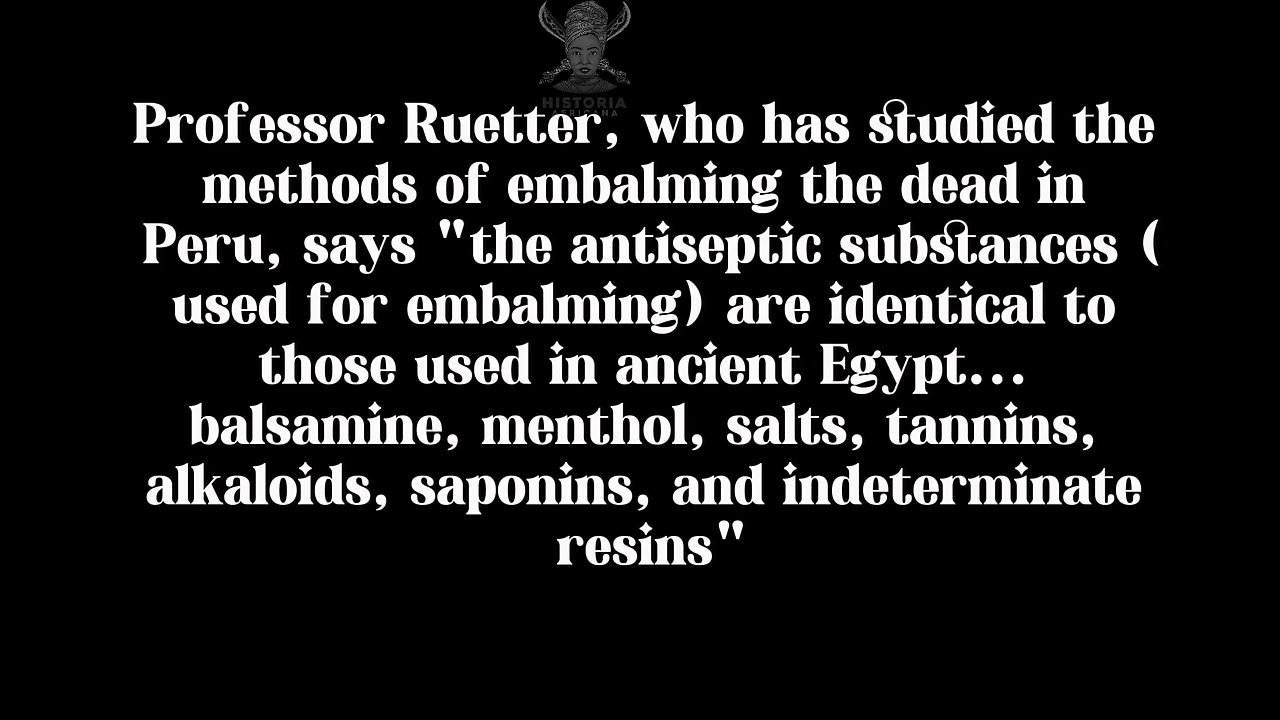 HISTORIA
AFRICANA
Professor Ruetter, who has studied the
methods of embalming the dead in
Peru, says "the antiseptic substances (
used for embalming) are identical to
those used in ancient Egypt...
balsamine, menthol, salts, tannins,
alkaloids, saponins, and indeterminate
resins"